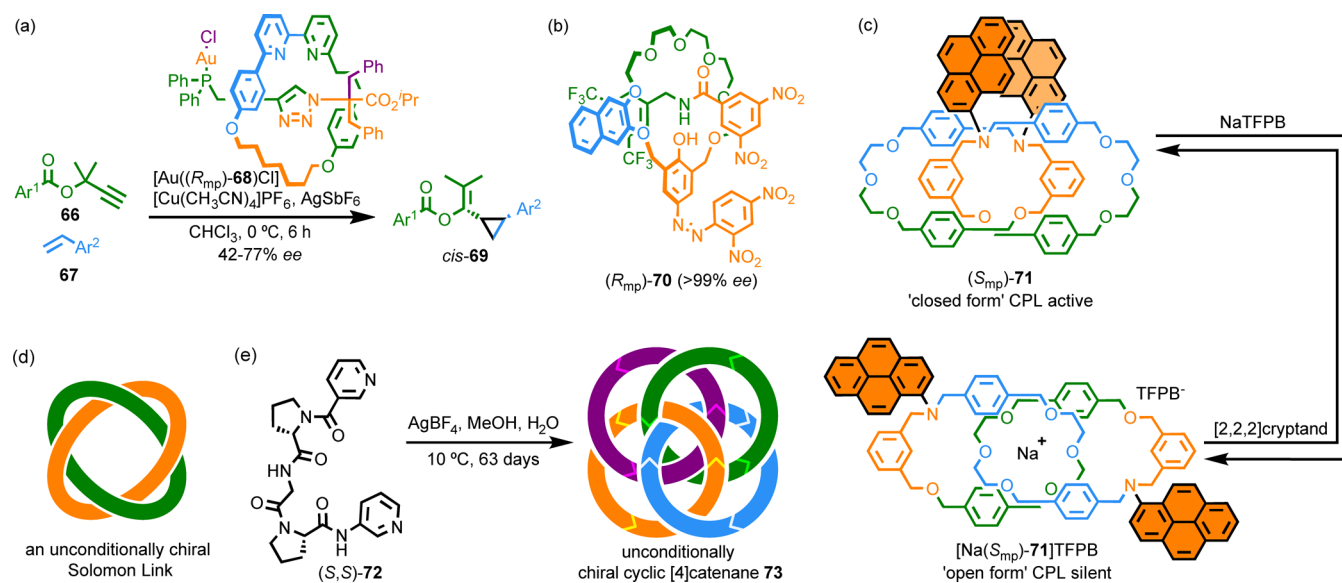 (a)
Cl
Au
Ph
P
Ph
N
N
N
N
N=N
Ph
CO₂ⁱPr
Ph
O
O
Ar¹
O
O
66
Ar²
67
[Au((Rmp)-68)Cl]
[Cu(CH₃CN)₄]PF₆, AgSbF₆
CHCl₃, 0 ºC, 6 h
42-77% ee
O
Ar¹
O
Ar²
cis-69
(b)
O
O
O
O
O
F₃C
O
N
H
NO₂
O
OH
O
CF₃
NO₂
N
N
NO₂
NO₂
(Rmp)-70 (>99% ee)
(c)
N
N
O
O
O
O
O
O
(Smp)-71
'closed form' CPL active
NaTFPB
TFPB⁻
N
O
O
O
O
Na⁺
O
O
O
O
N
[2,2,2]cryptand
[Na(Smp)-71]TFPB
'open form' CPL silent
(d)
an unconditionally chiral
Solomon Link
(e)
N
N
O
O
NH
O
N
O
N
H
N
(S,S)-72
AgBF₄, MeOH, H₂O
10 ºC, 63 days
unconditionally
chiral cyclic [4]catenane 73